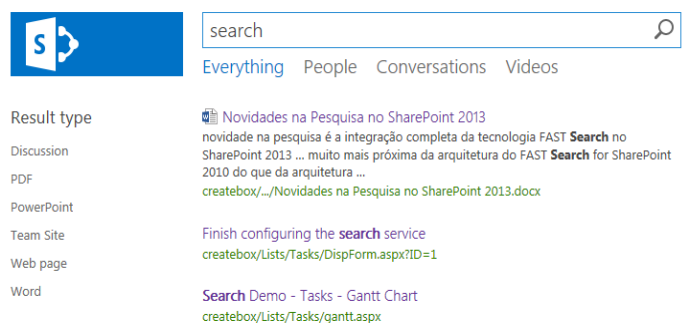 S
search
Everything People Conversations Videos
Result type
Discussion
PDF
PowerPoint
Team Site
Web page
Word
Novidades na Pesquisa no SharePoint 2013
novidade na pesquisa é a integração completa da tecnologia FAST Search no
SharePoint 2013 ... muito mais próxima da arquitetura do FAST Search for SharePoint
2010 do que da arquitetura ...
createbox/.../Novidades na Pesquisa no SharePoint 2013.docx
Finish configuring the search service
createbox/Lists/Tasks/DispForm.aspx?ID=1
Search Demo - Tasks - Gantt Chart
createbox/Lists/Tasks/gantt.aspx